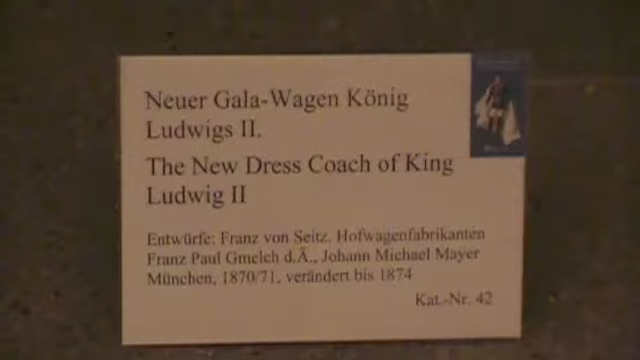 Neuer Gala-Wagen König
Ludwigs II.
The New Dress Coach of King
Ludwig II
Entwürfe: Franz von Seitz, Hofwagenfabrikanten
Franz Paul Gmelch d.Ã., Johann Michael Mayer
München, 1870/71, verändert bis 1874
Kat.-Nr. 42